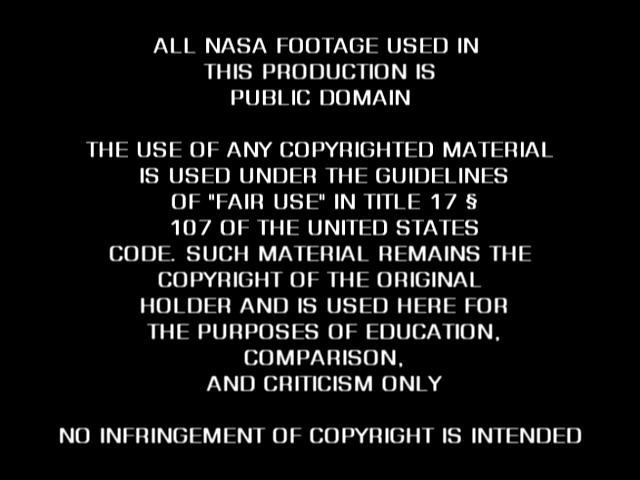 ALL NASA FOOTAGE USED IN
THIS PRODUCTION IS
PUBLIC DOMAIN
THE USE OF ANY COPYRIGHTED MATERIAL
IS USED UNDER THE GUIDELINES
OF "FAIR USE" IN TITLE 17 §
107 OF THE UNITED STATES
CODE. SUCH MATERIAL REMAINS THE
COPYRIGHT OF THE ORIGINAL
HOLDER AND IS USED HERE FOR
THE PURPOSES OF EDUCATION,
COMPARISON,
AND CRITICISM ONLY
NO INFRINGEMENT OF COPYRIGHT IS INTENDED